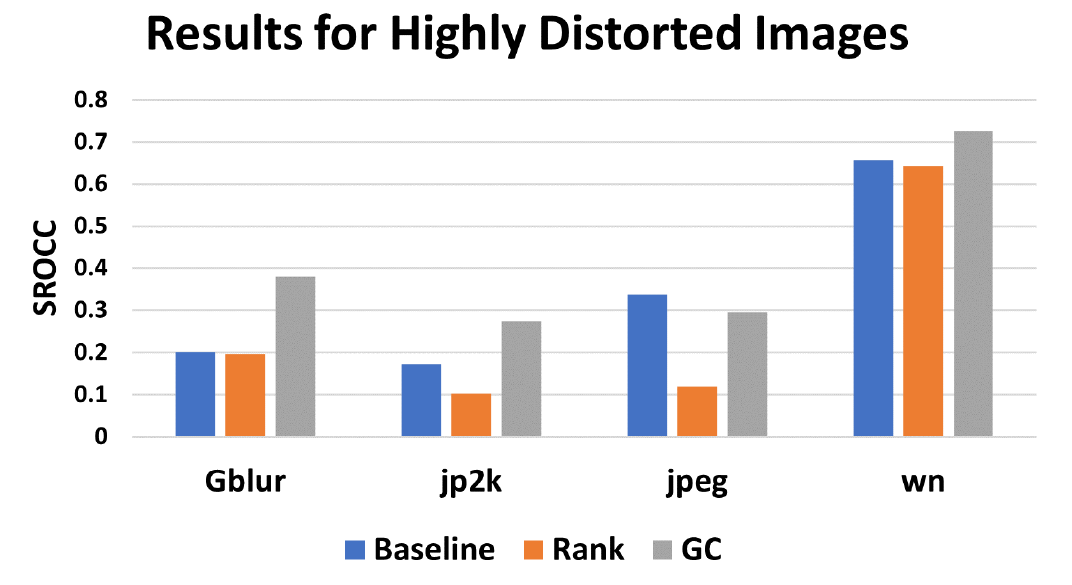 Results for Highly Distorted Images
SROCC
0.8
0.7
0.6
0.5
0.4
0.3
0.2
0.1
0
Gblur jp2k jpeg wn
Baseline Rank GC